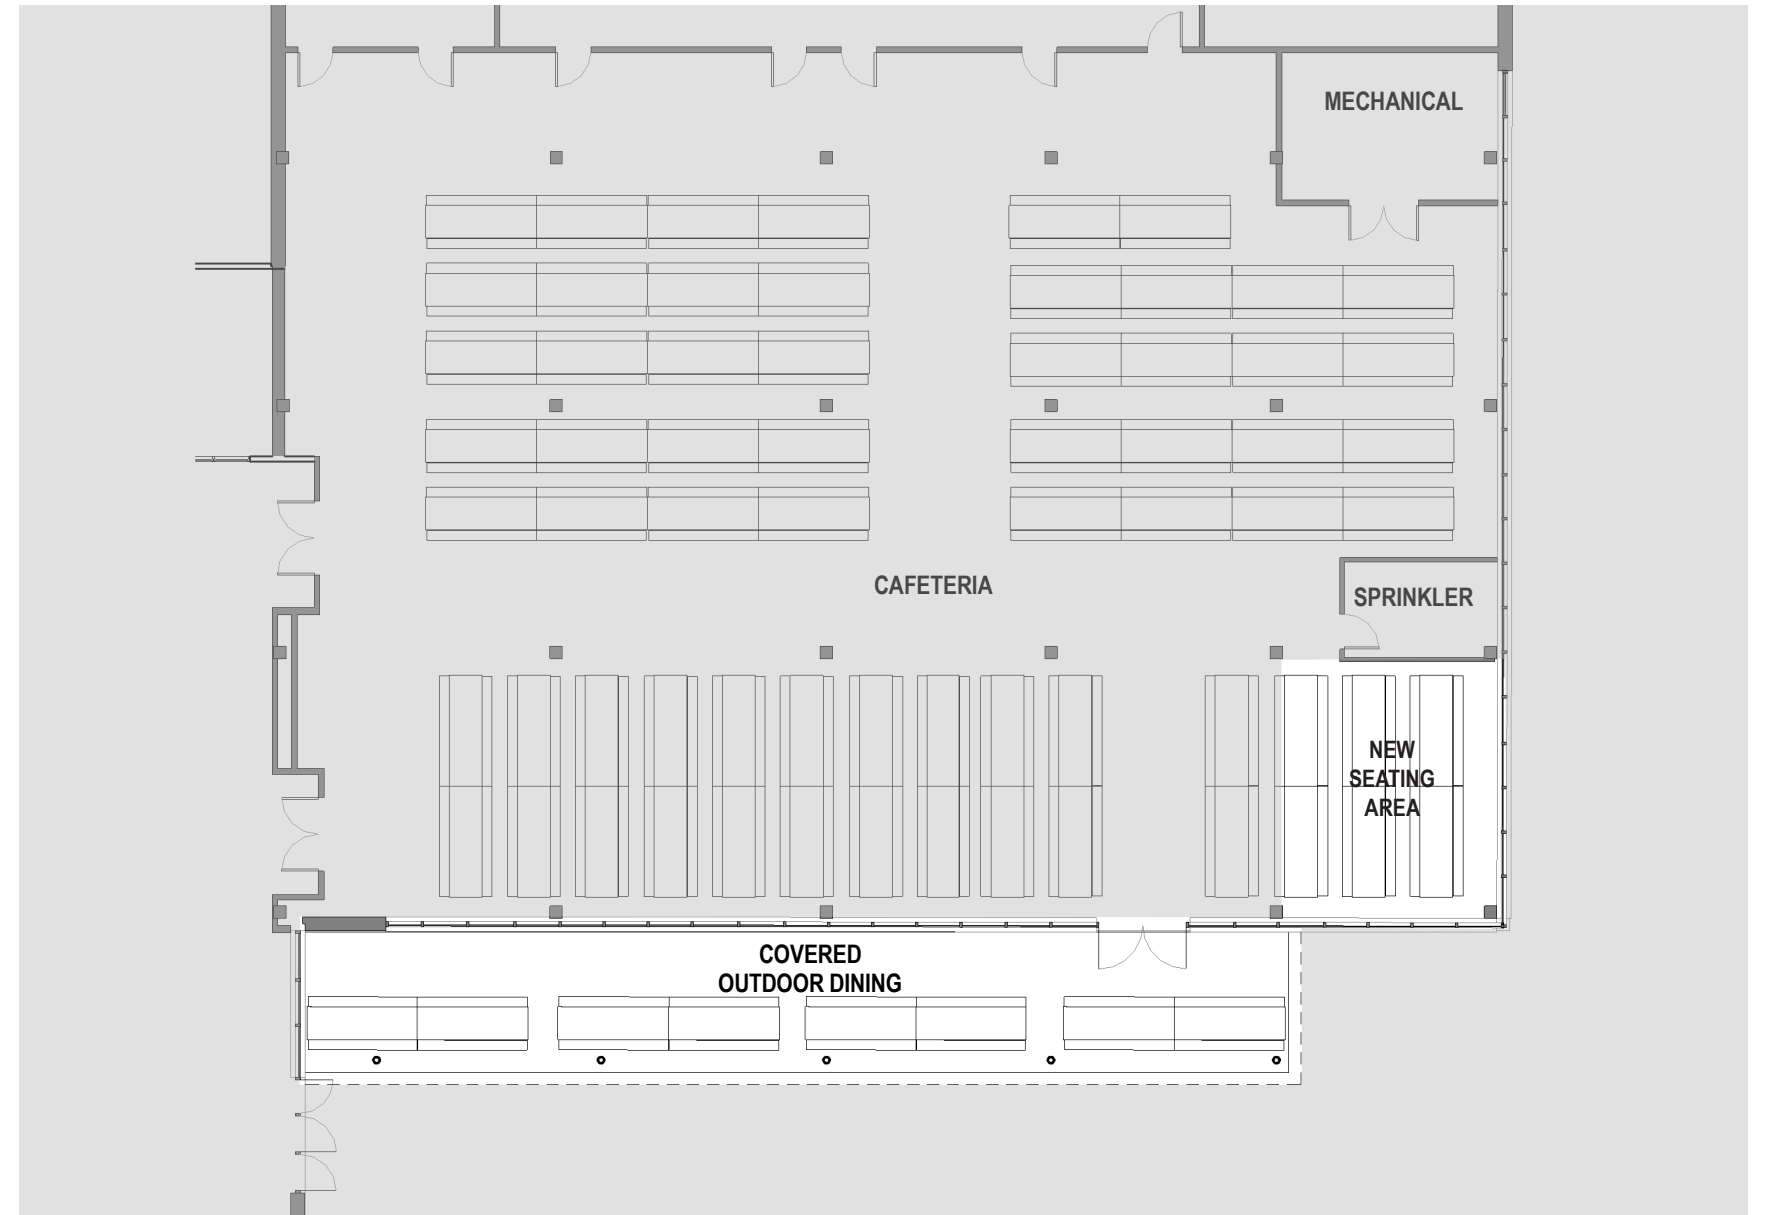 MECHANICAL
CAFETERIA
SPRINKLER
NEW
SEATING
AREA
COVERED
OUTDOOR DINING